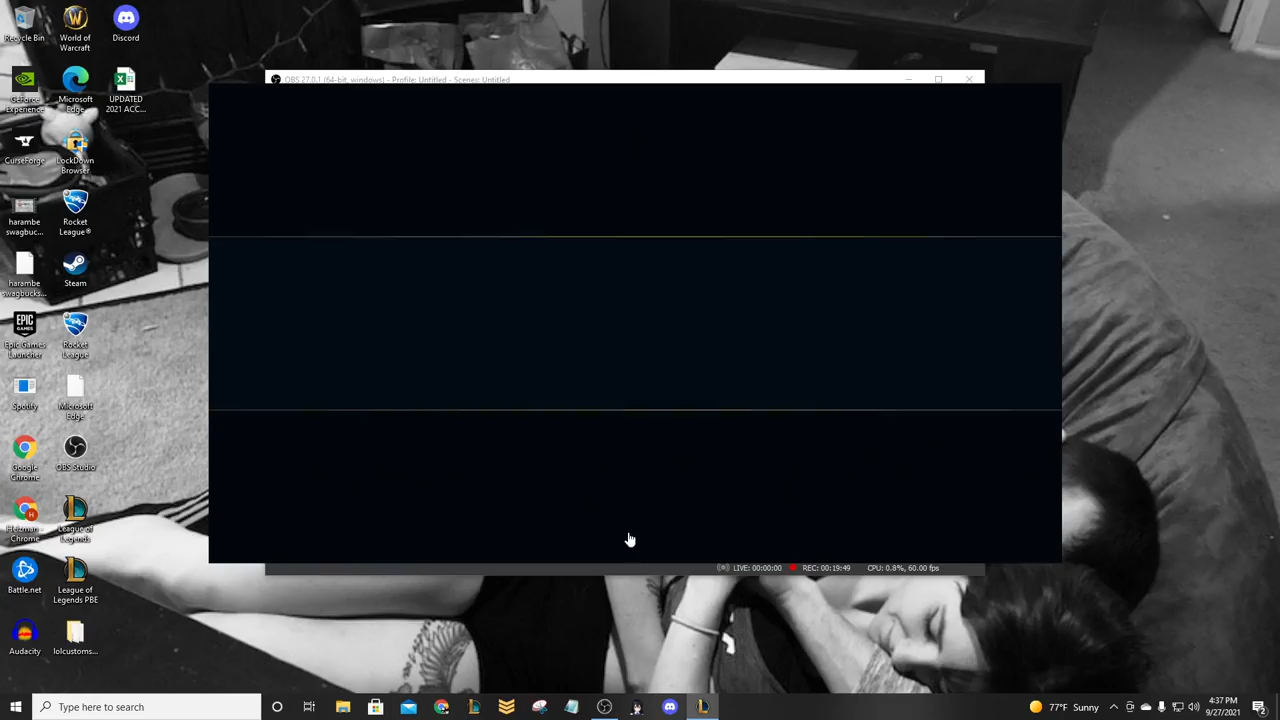 Recycle Bin
World of
Warcraft
Discord
OBS 27.0.1 (64-bit, windows) - Profile: Untitled - Scenes: Untitled
GeForce
Experience
Microsoft
Edge
UPDATED
2021 ACC...
CurseForge
LockDown
Browser
harambe
swagbuc...
Rocket
League®
harambe
swagbucks...
Steam
Epic Games
Launcher
Rocket
League
Spotify
Microsoft
Edge
Google
Chrome
OBS Studio
Chrome
League of
Legends
Battle.net
League of
Legends PBE
Audacity
lolcustoms...
LIVE: 00:00:00
REC: 00:19:49
CPU: 0.8%, 60.00 fps
Type here to search
77°F Sunny
4:37 PM
9/27/2021
2